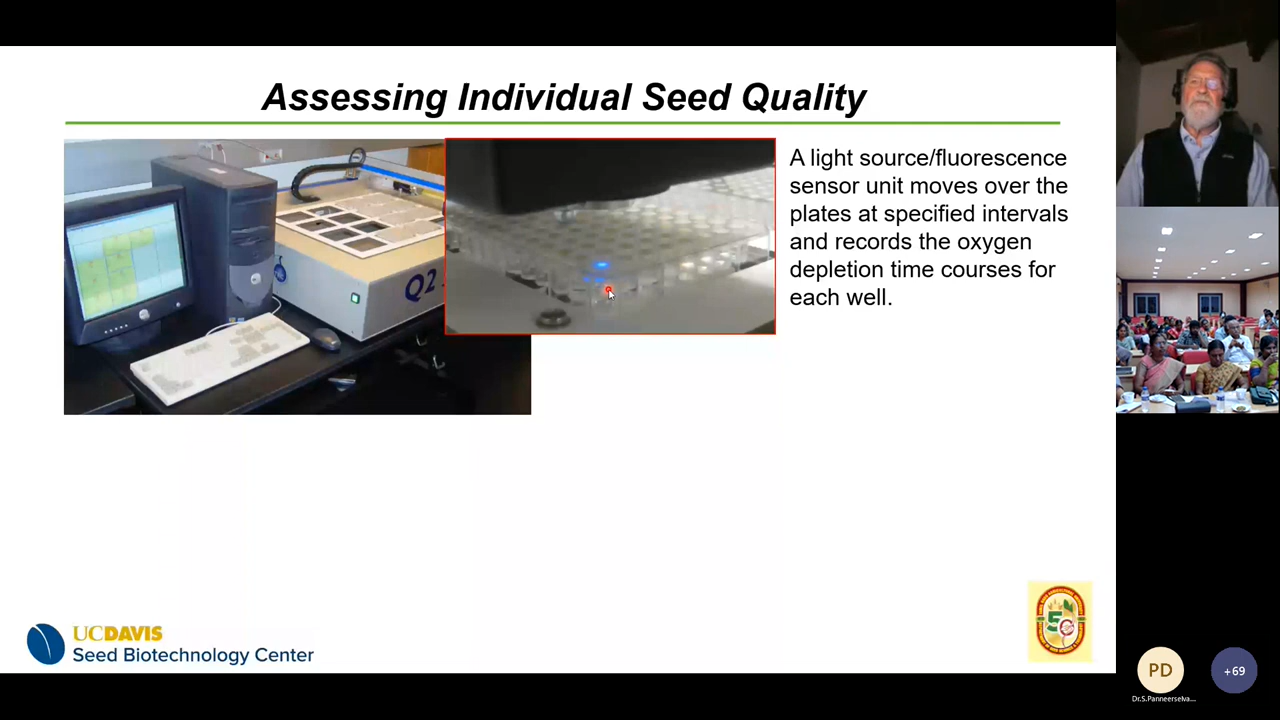 Assessing Individual Seed Quality
Q2
A light source/fluorescence
sensor unit moves over the
plates at specified intervals
and records the oxygen
depletion time courses for
each well.
UCDAVIS
Seed Biotechnology Center
PD
+69
Dr.S.Panneerselva...